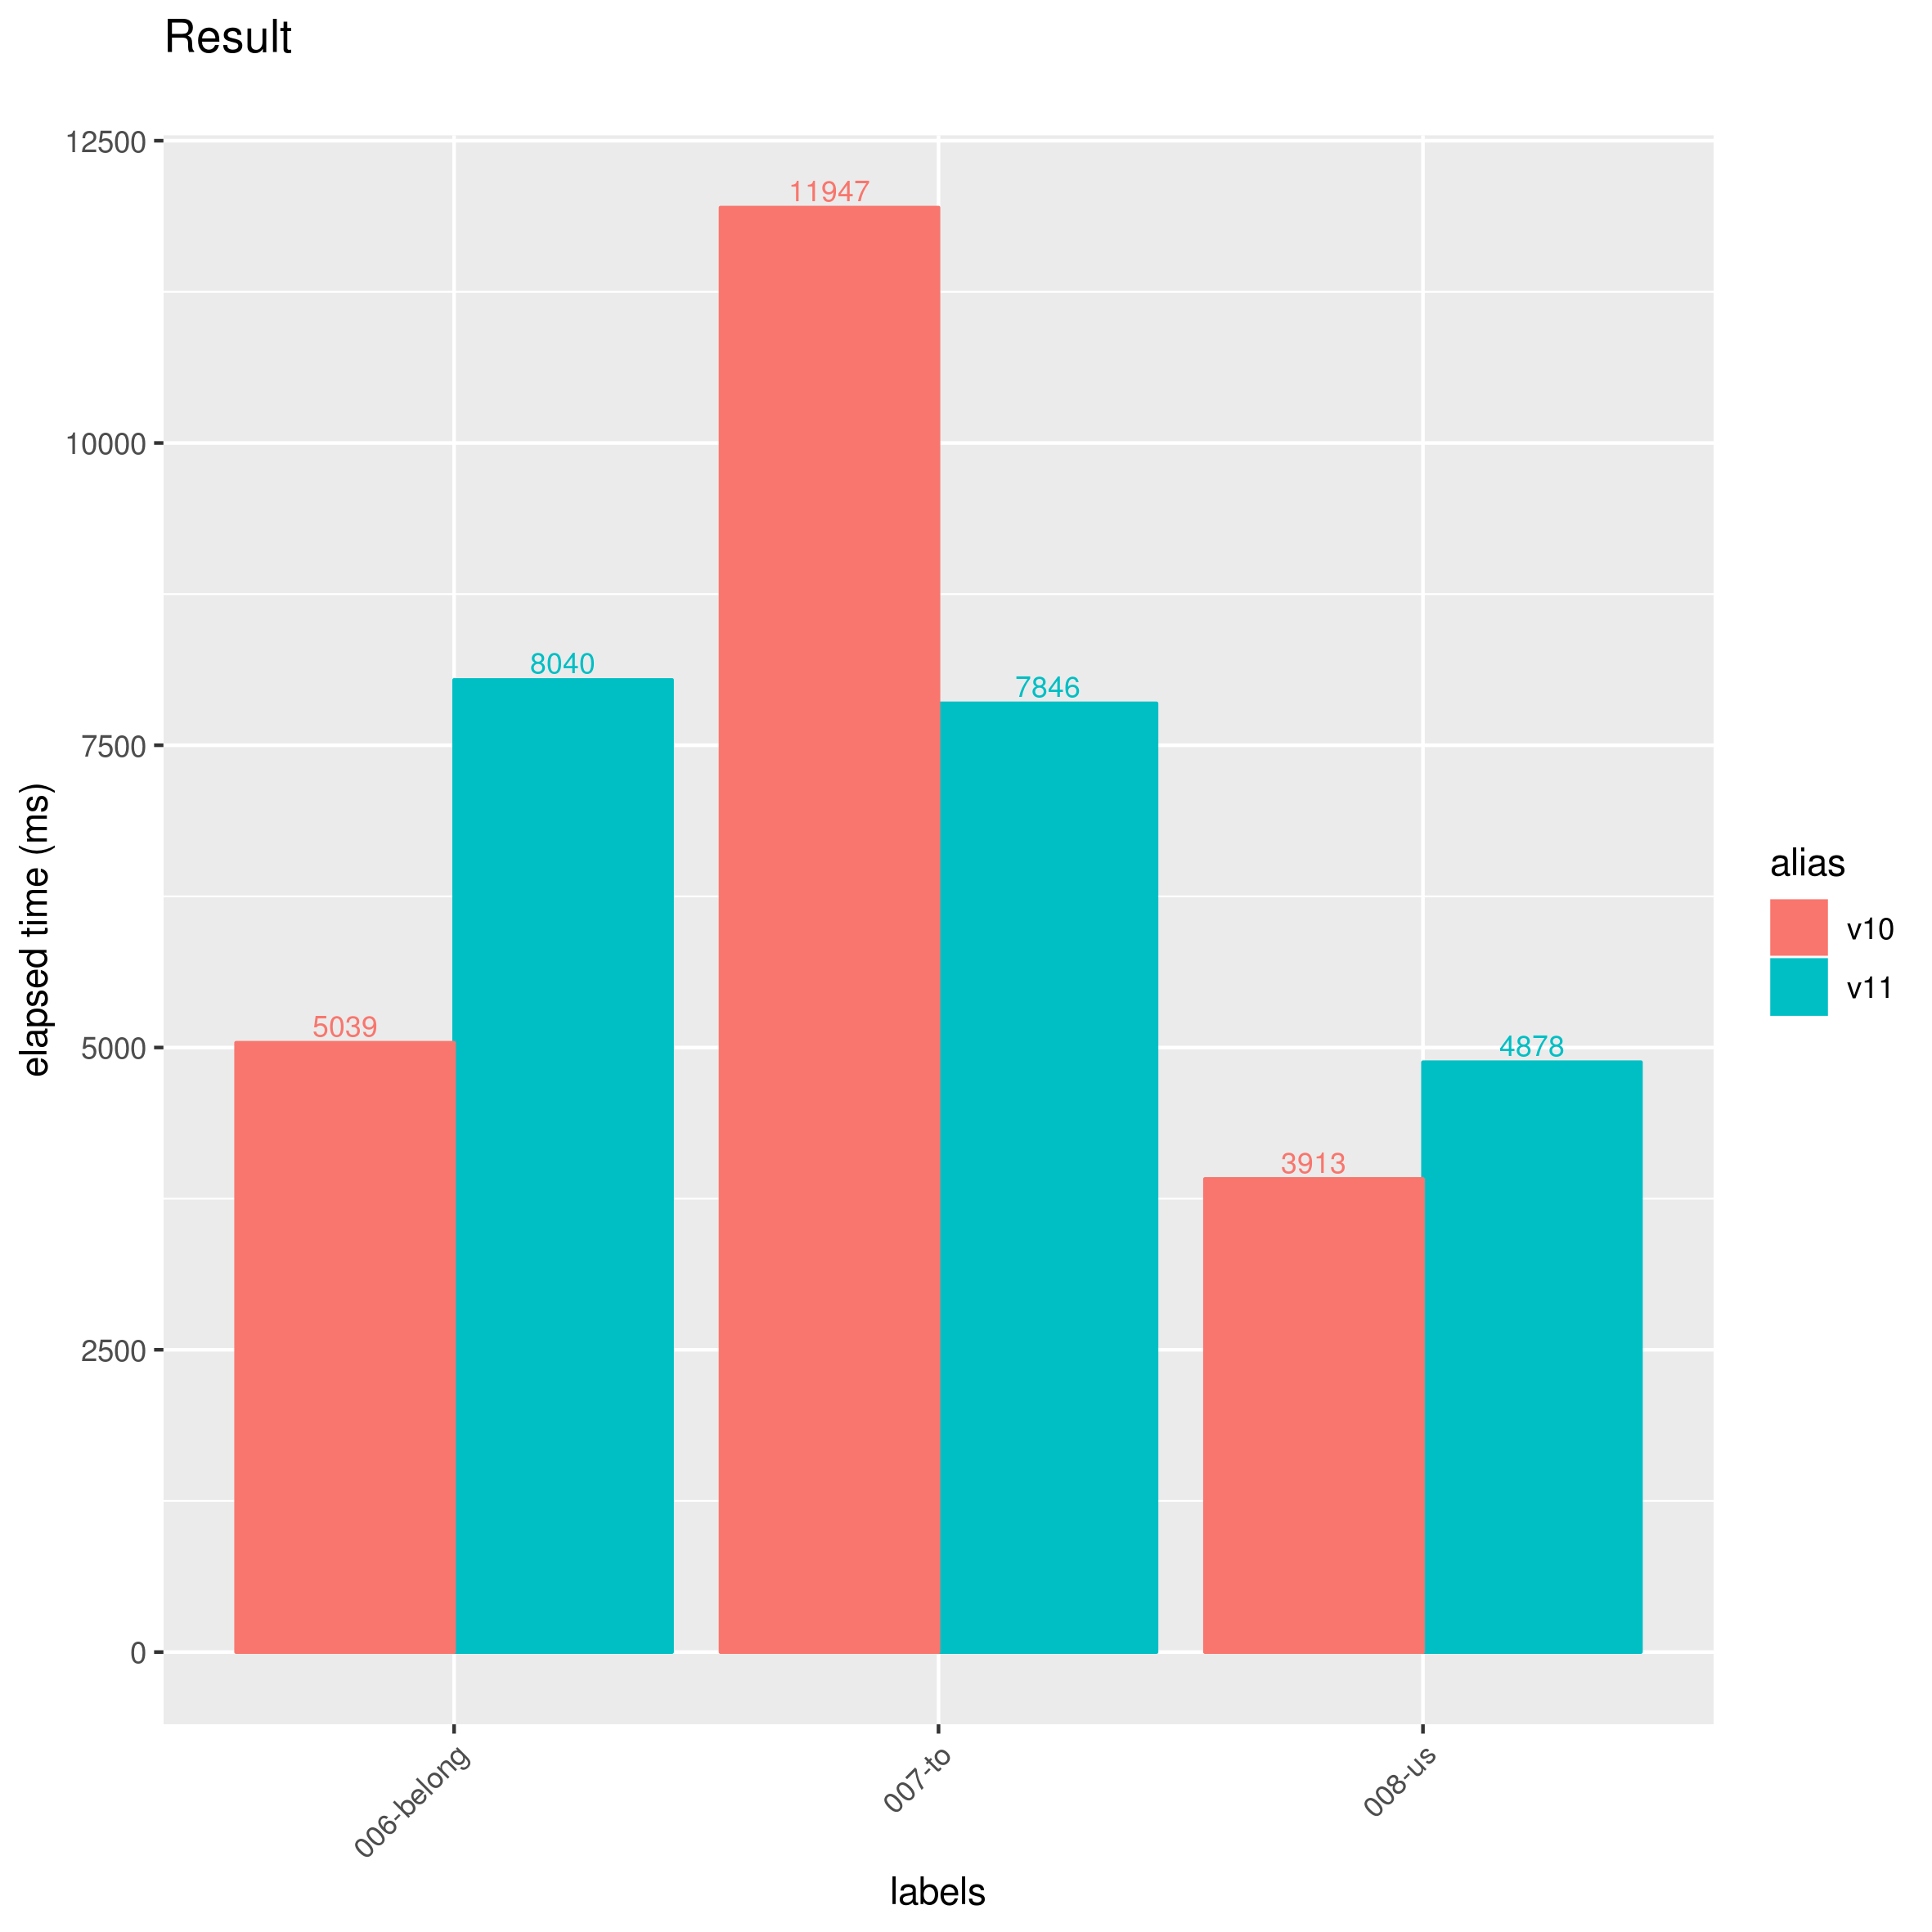 Result
12500
10000
7500
5000
2500
0
elapsed time (ms)
5039
8040
11947
7846
3913
4878
006-belong
007-to
008-us
labels
alias
v10
v11